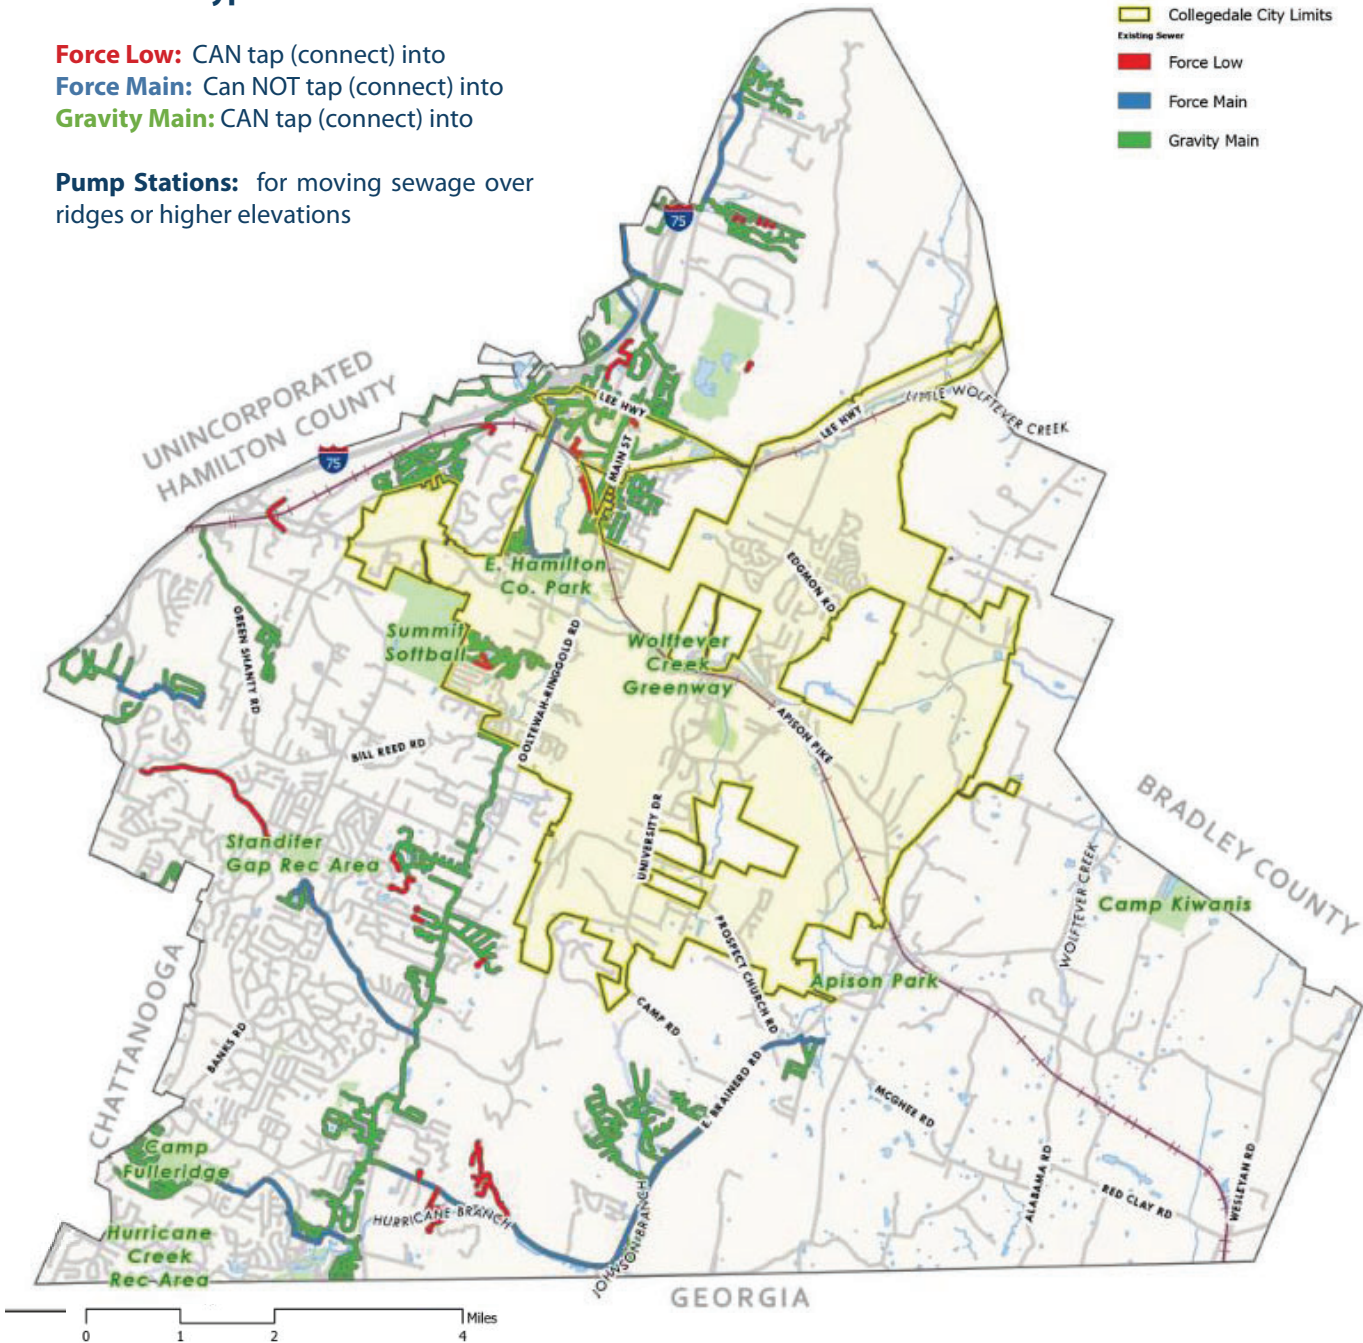 Force Low: CAN tap (connect) into
Force Main: Can NOT tap (connect) into
Gravity Main: CAN tap (connect) into
Pump Stations: for moving sewage over
ridges or higher elevations
Collegedale City Limits
Existing Sewer
Force Low
Force Main
Gravity Main
75
UNINCORPORATED
HAMILTON COUNTY
75
LEE HWY
MAIN ST
LEE HWY
LITTLE WOLFTEVER CREEK
E. Hamilton
Co. Park
EDGMON RD
GREEN SHANTY RD
Summit
Softball
OOLTEWAH-RINGGOLD RD
Wolftever
Creek
Greenway
APISON PIKE
BILL REED RD
BRADLEY COUNTY
UNIVERSITY DR
Standifer
Gap Rec Area
WOLFTEVER CREEK
Camp Kiwanis
PROSPECT CHURCH RD
Apison Park
CHATTANOOGA
BANKS RD
CAMP RD
E. BRAINERD RD
MCGHEE RD
Camp
Fulleridge
ALABAMA RD
RED CLAY RD
WESLEYAN RD
HURRICANE BRANCH
JOHNSON BRANCH
Hurricane
Creek
Rec Area
GEORGIA
Miles
0 1 2 4